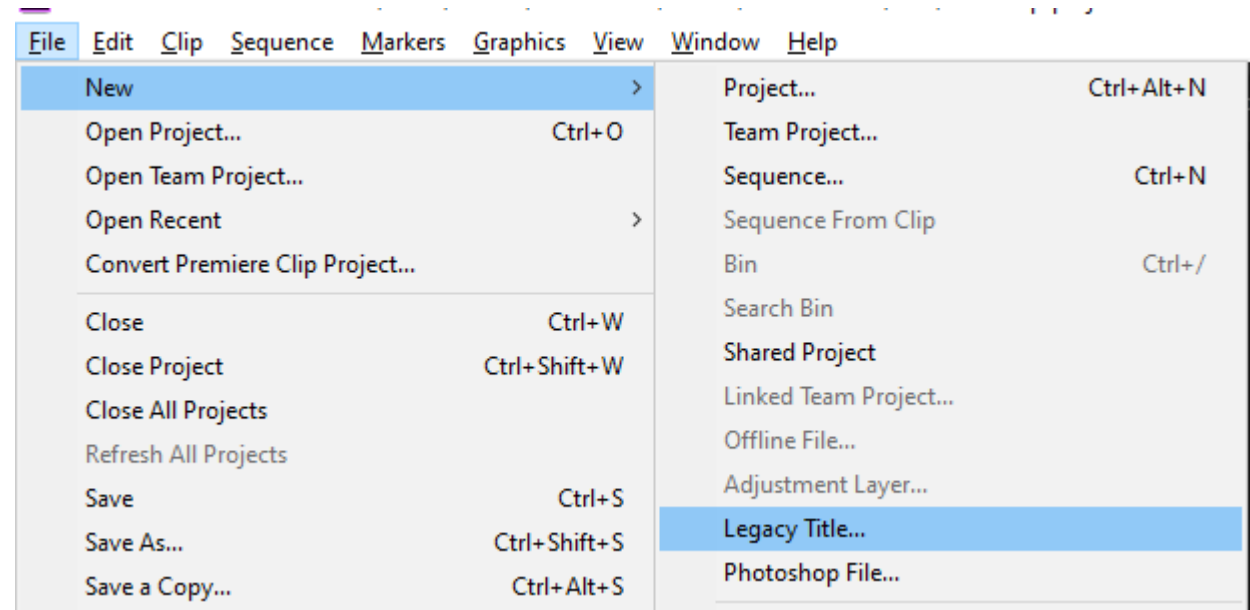 File Edit Clip Sequence Markers Graphics View Window Help
New >
Open Project... Ctrl+O
Open Team Project...
Open Recent >
Convert Premiere Clip Project...
Close Ctrl+W
Close Project Ctrl+Shift+W
Close All Projects
Refresh All Projects
Save Ctrl+S
Save As... Ctrl+Shift+S
Save a Copy... Ctrl+Alt+S
Project... Ctrl+Alt+N
Team Project...
Sequence... Ctrl+N
Sequence From Clip
Bin Ctrl+/
Search Bin
Shared Project
Linked Team Project...
Offline File...
Adjustment Layer...
Legacy Title...
Photoshop File...